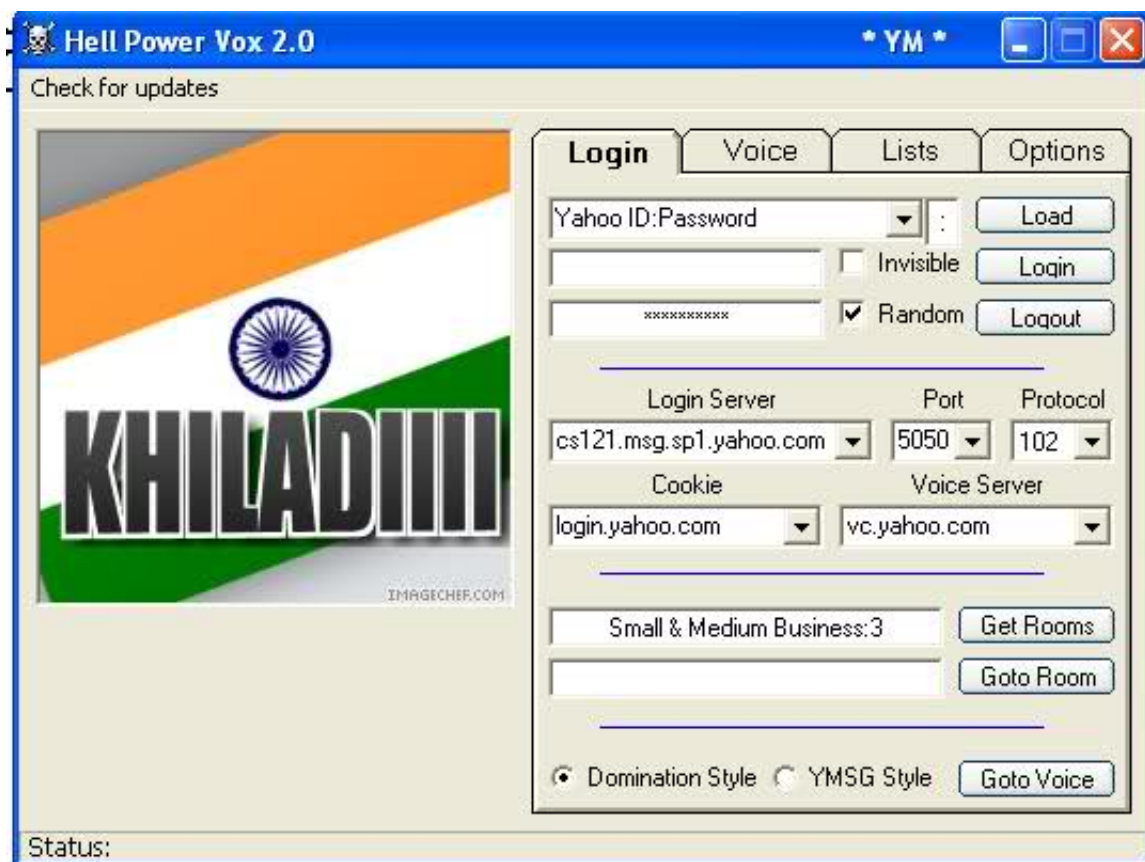 Hell Power Vox 2.0 * YM *
Check for updates
KHILADIIII
IMAGECHEF.COM
Login Voice Lists Options
Yahoo ID:Password : Load
Invisible Login
********** Random Logout
Login Server Port Protocol
cs121.msg.sp1.yahoo.com 5050 102
Cookie Voice Server
login.yahoo.com vc.yahoo.com
Small & Medium Business:3 Get Rooms
Goto Room
Domination Style YMSG Style Goto Voice
Status: